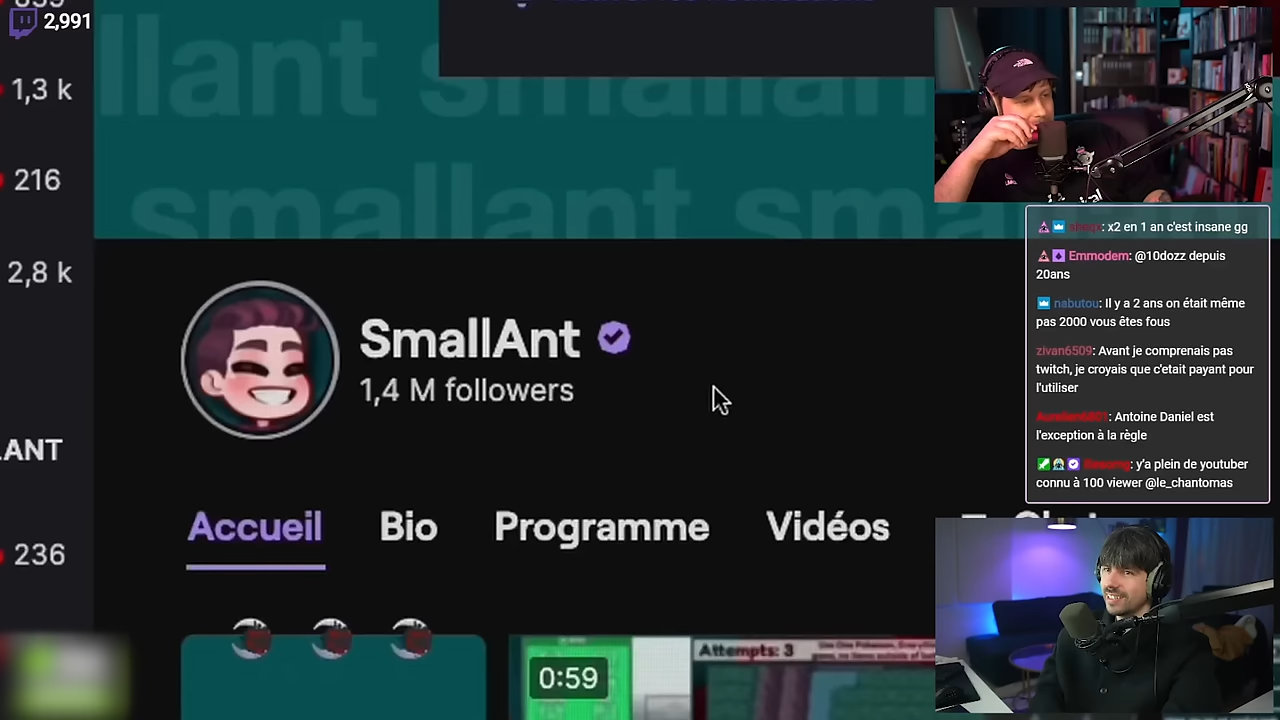 2,991
1,3 k
216
2,8 k
LANT
236
llant smallant
smallant
SmallAnt
1,4 M followers
Accueil
Bio
Programme
Vidéos
0:59
Attempts: 3
: x2 en 1 an c'est insane gg
Emmodem: @10dozz depuis
20ans
nabutou: Il y a 2 ans on était même
pas 2000 vous êtes fous
zivan6509: Avant je comprenais pas
twitch, je croyais que c'etait payant pour
l'utiliser
: Antoine Daniel est
l'exception à la règle
: y'a plein de youtuber
connu à 100 viewer @le_chantomas